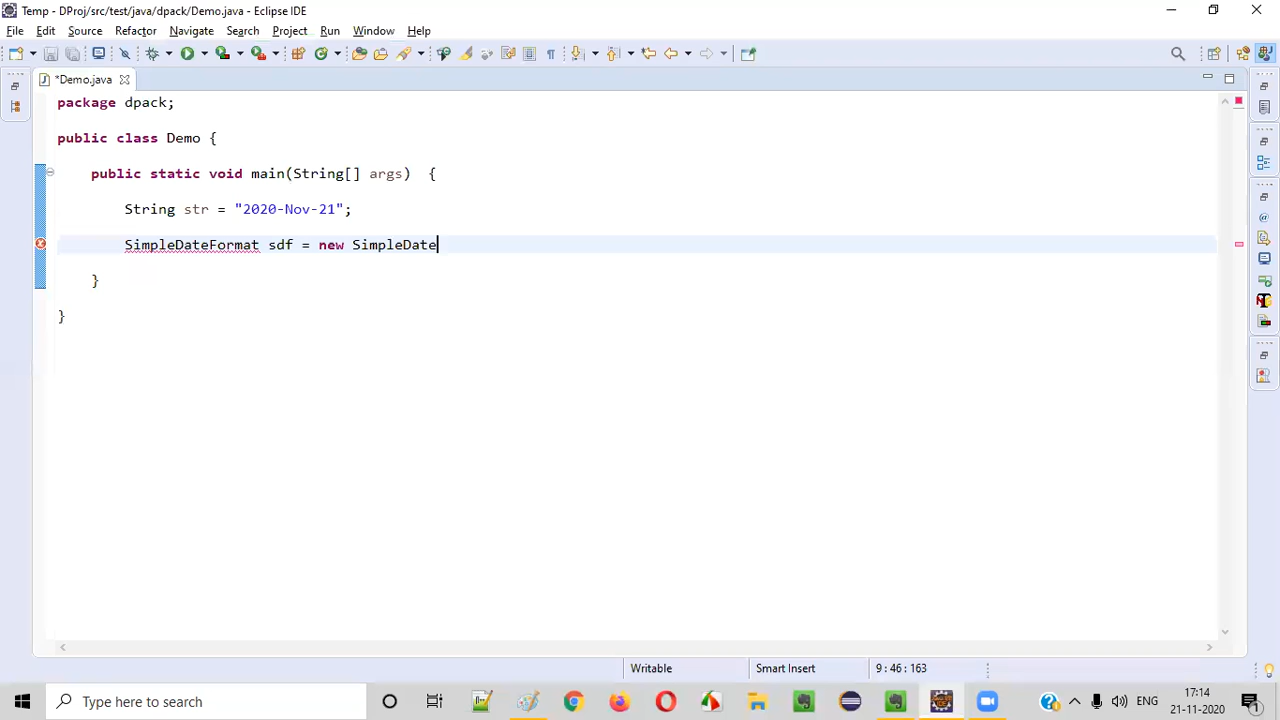 Temp - DProj/src/test/java/dpack/Demo.java - Eclipse IDE
File Edit Source Refactor Navigate Search Project Run Window Help
*Demo.java
package dpack;
public class Demo {
public static void main(String[] args)  {
String str = "2020-Nov-21";
SimpleDateFormat sdf = new SimpleDate
}
}
Writable Smart Insert 9 : 46 : 163
Type here to search
ENG
17:14
21-11-2020